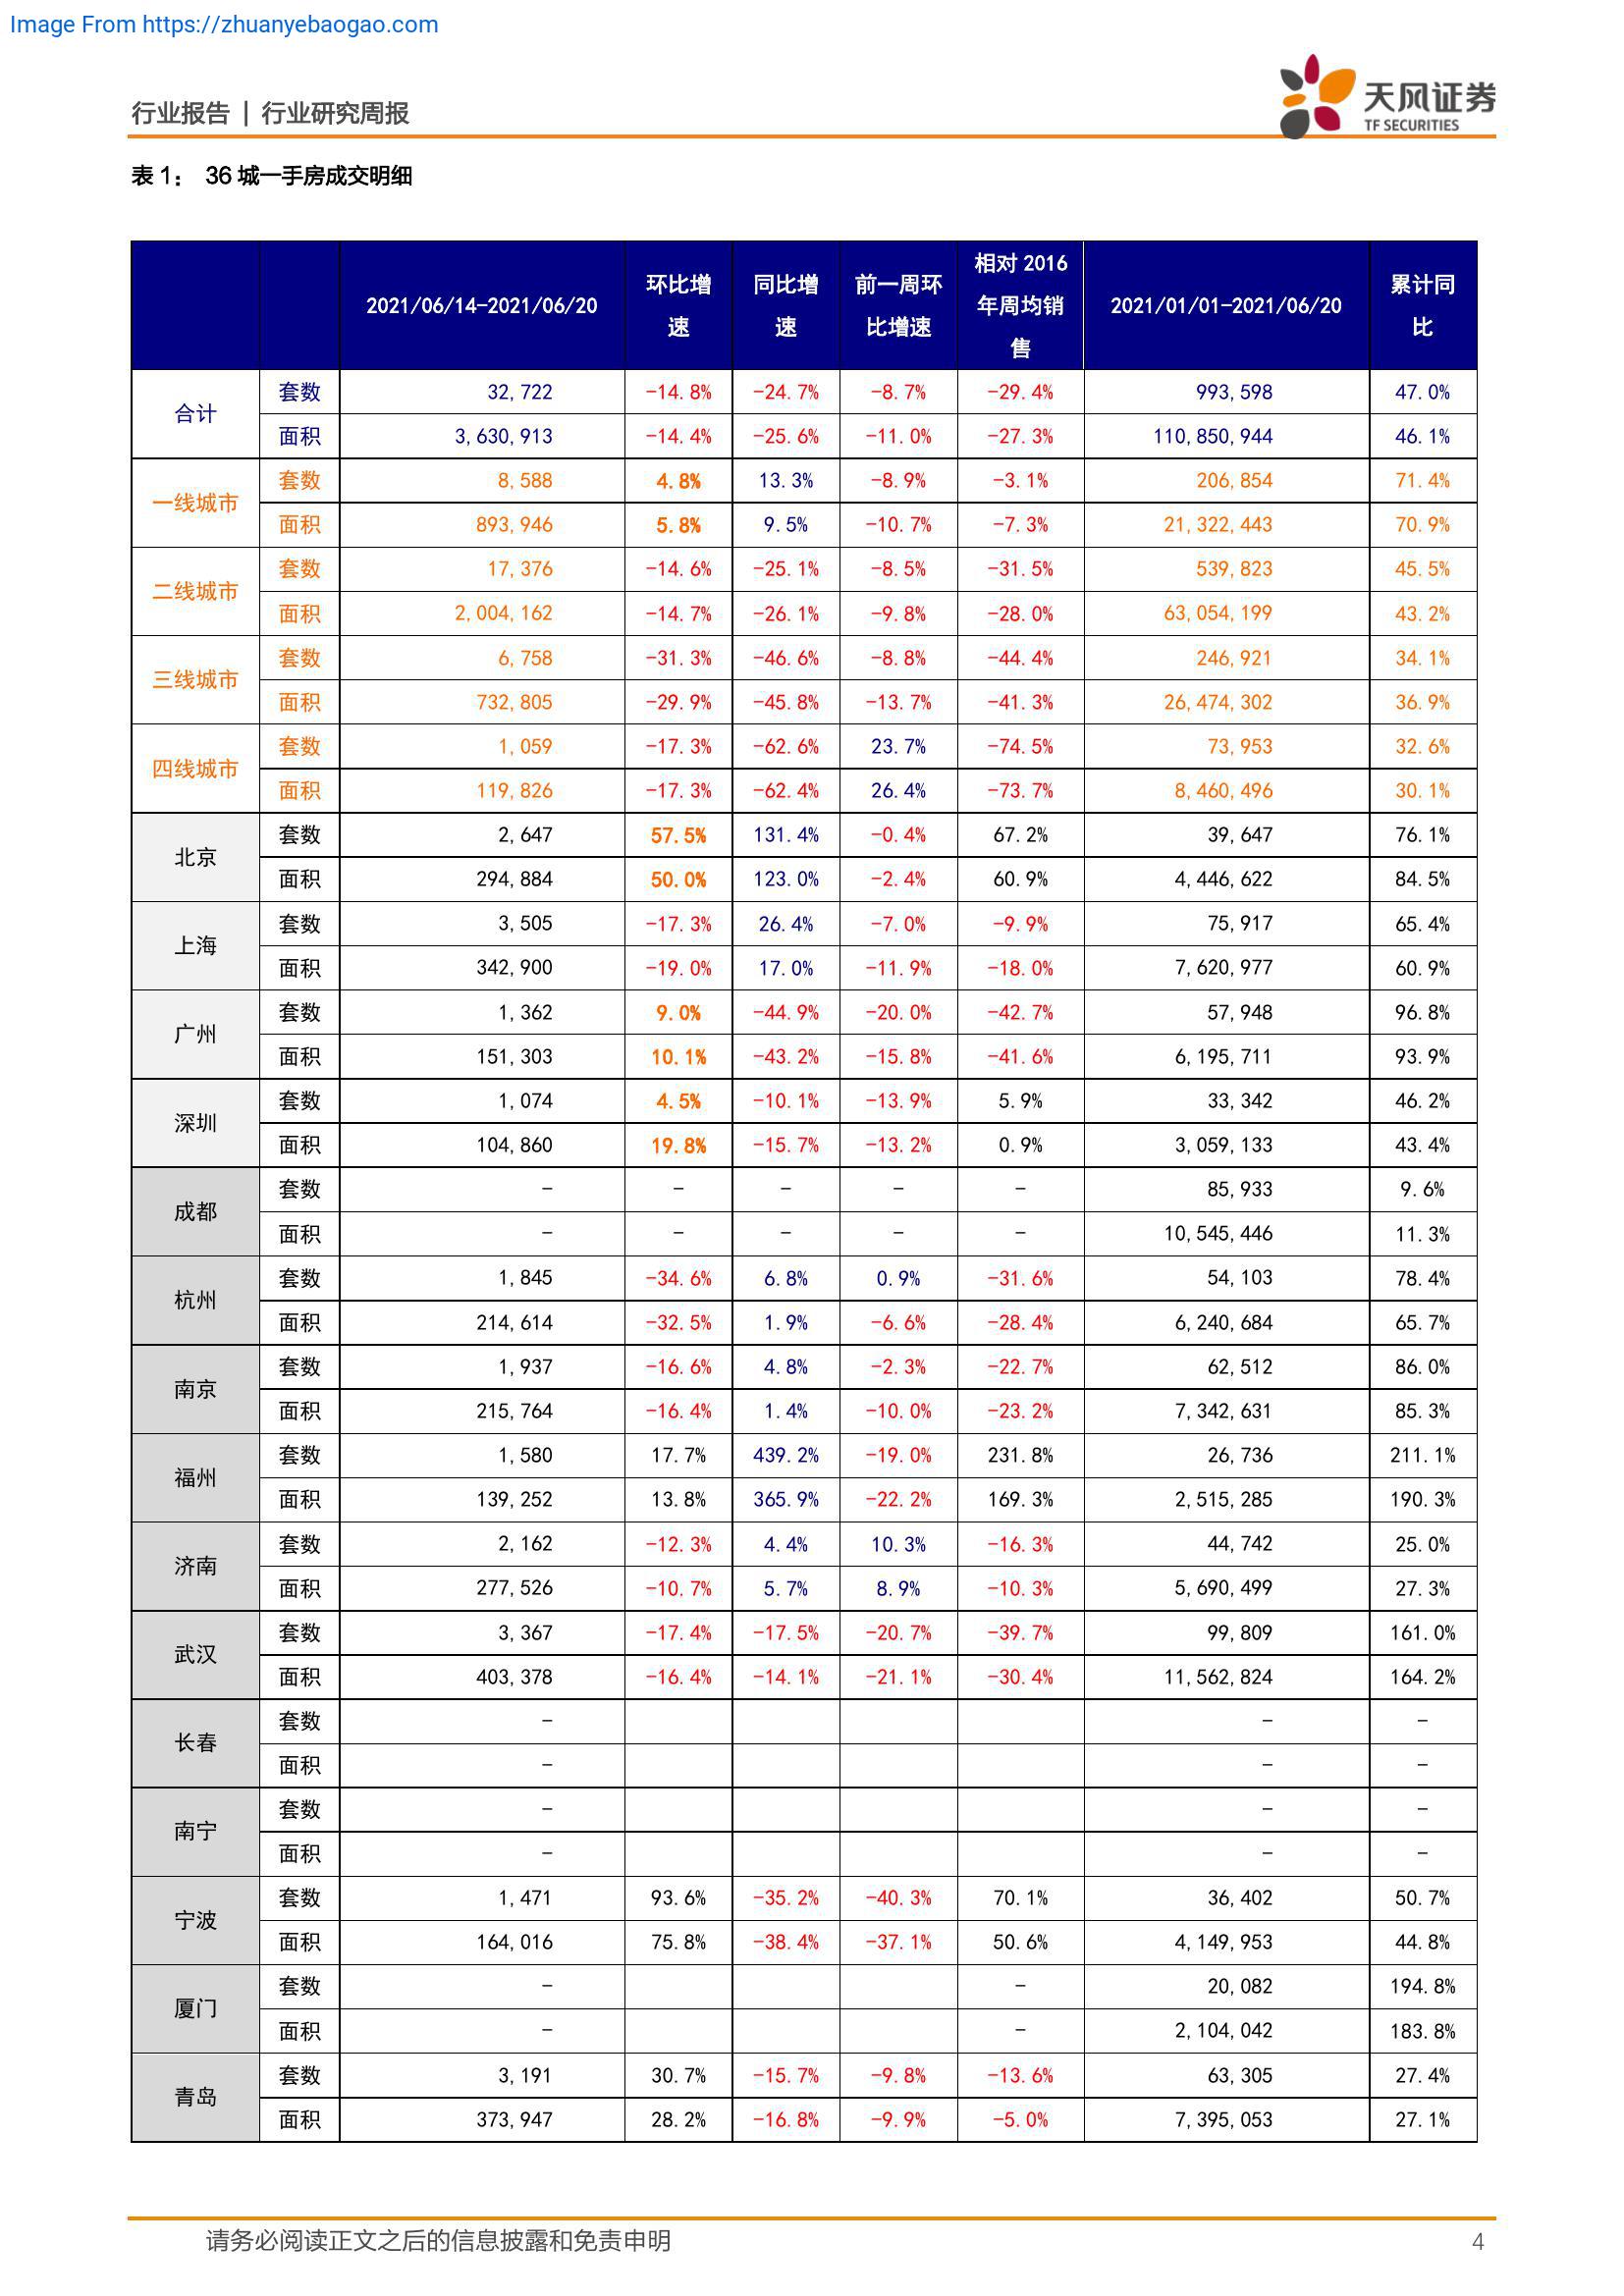 Image From https://zhuanyebaogao.com
行业报告 | 行业研究周报
天风证券
TF SECURITIES
表 1： 36 城一手房成交明细
2021/06/14-2021/06/20 环比增速 同比增速 前一周环比增速 相对 2016 年周均销售 2021/01/01-2021/06/20 累计同比
合计 套数 32,722 -14.8% -24.7% -8.7% -29.4% 993,598 47.0%
面积 3,630,913 -14.4% -25.6% -11.0% -27.3% 110,850,944 46.1%
一线城市 套数 8,588 4.8% 13.3% -8.9% -3.1% 206,854 71.4%
面积 893,946 5.8% 9.5% -10.7% -7.3% 21,322,443 70.9%
二线城市 套数 17,376 -14.6% -25.1% -8.5% -31.5% 539,823 45.5%
面积 2,004,162 -14.7% -26.1% -9.8% -28.0% 63,054,199 43.2%
三线城市 套数 6,758 -31.3% -46.6% -8.8% -44.4% 246,921 34.1%
面积 732,805 -29.9% -45.8% -13.7% -41.3% 26,474,302 36.9%
四线城市 套数 1,059 -17.3% -62.6% 23.7% -74.5% 73,953 32.6%
面积 119,826 -17.3% -62.4% 26.4% -73.7% 8,460,496 30.1%
北京 套数 2,647 57.5% 131.4% -0.4% 67.2% 39,647 76.1%
面积 294,884 50.0% 123.0% -2.4% 60.9% 4,446,622 84.5%
上海 套数 3,505 -17.3% 26.4% -7.0% -9.9% 75,917 65.4%
面积 342,900 -19.0% 17.0% -11.9% -18.0% 7,620,977 60.9%
广州 套数 1,362 9.0% -44.9% -20.0% -42.7% 57,948 96.8%
面积 151,303 10.1% -43.2% -15.8% -41.6% 6,195,711 93.9%
深圳 套数 1,074 4.5% -10.1% -13.9% 5.9% 33,342 46.2%
面积 104,860 19.8% -15.7% -13.2% 0.9% 3,059,133 43.4%
成都 套数 - - - - - 85,933 9.6%
面积 - - - - - 10,545,446 11.3%
杭州 套数 1,845 -34.6% 6.8% 0.9% -31.6% 54,103 78.4%
面积 214,614 -32.5% 1.9% -6.6% -28.4% 6,240,684 65.7%
南京 套数 1,937 -16.6% 4.8% -2.3% -22.7% 62,512 86.0%
面积 215,764 -16.4% 1.4% -10.0% -23.2% 7,342,631 85.3%
福州 套数 1,580 17.7% 439.2% -19.0% 231.8% 26,736 211.1%
面积 139,252 13.8% 365.9% -22.2% 169.3% 2,515,285 190.3%
济南 套数 2,162 -12.3% 4.4% 10.3% -16.3% 44,742 25.0%
面积 277,526 -10.7% 5.7% 8.9% -10.3% 5,690,499 27.3%
武汉 套数 3,367 -17.4% -17.5% -20.7% -39.7% 99,809 161.0%
面积 403,378 -16.4% -14.1% -21.1% -30.4% 11,562,824 164.2%
长春 套数 - - -
面积 - - -
南宁 套数 - - -
面积 - - -
宁波 套数 1,471 93.6% -35.2% -40.3% 70.1% 36,402 50.7%
面积 164,016 75.8% -38.4% -37.1% 50.6% 4,149,953 44.8%
厦门 套数 - - 20,082 194.8%
面积 - - 2,104,042 183.8%
青岛 套数 3,191 30.7% -15.7% -9.8% -13.6% 63,305 27.4%
面积 373,947 28.2% -16.8% -9.9% -5.0% 7,395,053 27.1%
请务必阅读正文之后的信息披露和免责申明 4